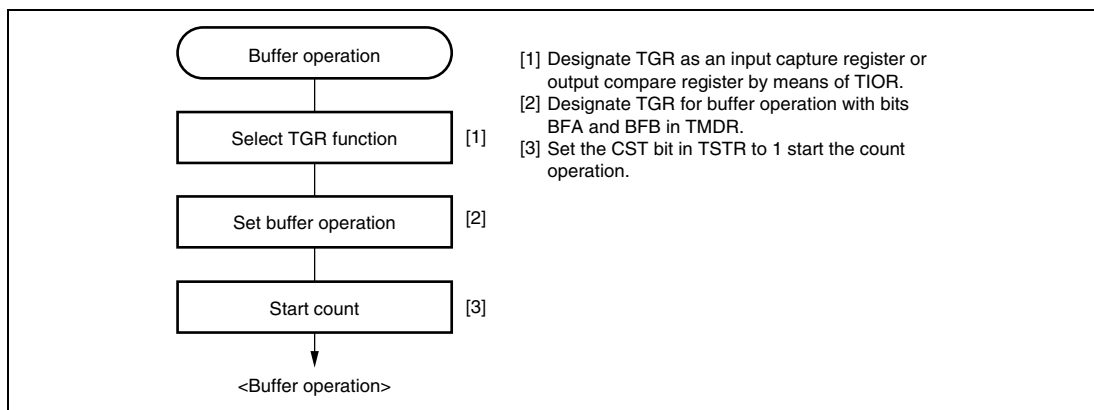 Buffer operation
Select TGR function
[1]
Set buffer operation
[2]
Start count
[3]
<Buffer operation>
[1] Designate TGR as an input capture register or
output compare register by means of TIOR.
[2] Designate TGR for buffer operation with bits
BFA and BFB in TMDR.
[3] Set the CST bit in TSTR to 1 start the count
operation.